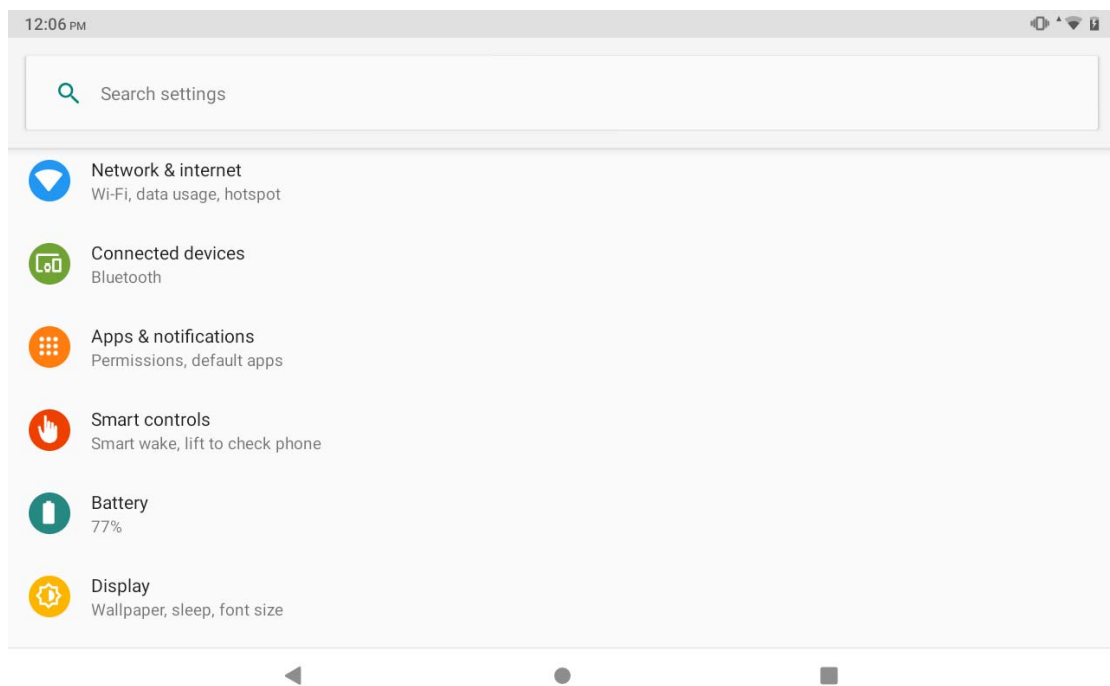 12:06 PM
Search settings
Network & internet
Wi-Fi, data usage, hotspot
Connected devices
Bluetooth
Apps & notifications
Permissions, default apps
Smart controls
Smart wake, lift to check phone
Battery
77%
Display
Wallpaper, sleep, font size